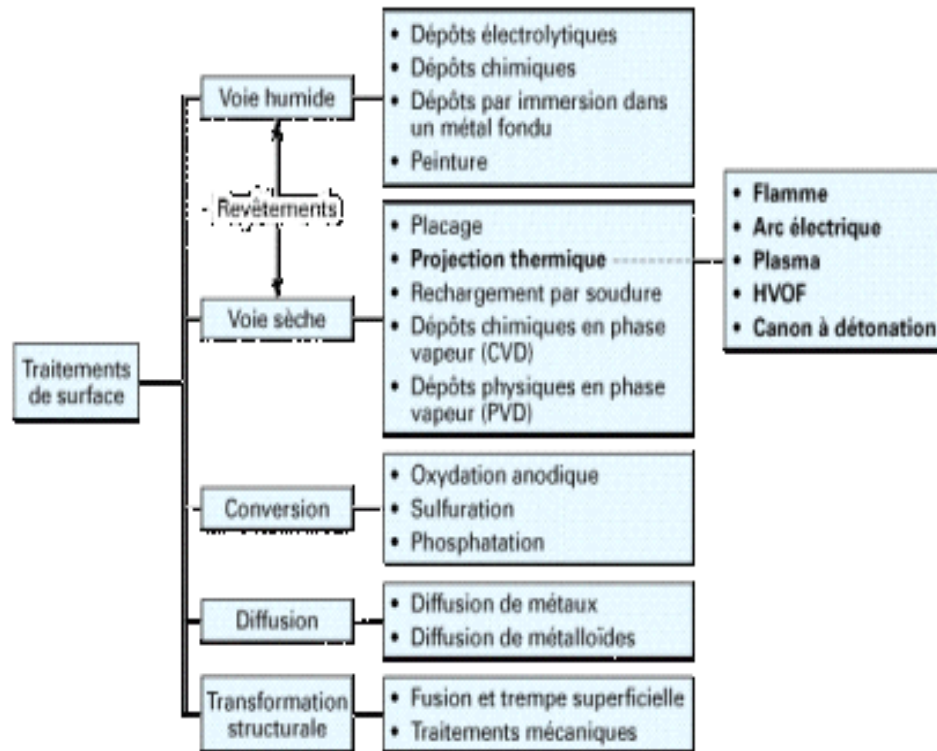 Traitements
de surface
Voie humide
• Dépôts électrolytiques
• Dépôts chimiques
• Dépôts par immersion dans
un métal fondu
• Peinture
Revêtements
Voie sèche
• Placage
• Projection thermique
• Rechargement par soudure
• Dépôts chimiques en phase
vapeur (CVD)
• Dépôts physiques en phase
vapeur (PVD)
• Flamme
• Arc électrique
• Plasma
• HVOF
• Canon à détonation
Conversion
• Oxydation anodique
• Sulfuration
• Phosphatation
Diffusion
• Diffusion de métaux
• Diffusion de métalloïdes
Transformation
structurale
• Fusion et trempe superficielle
• Traitements mécaniques